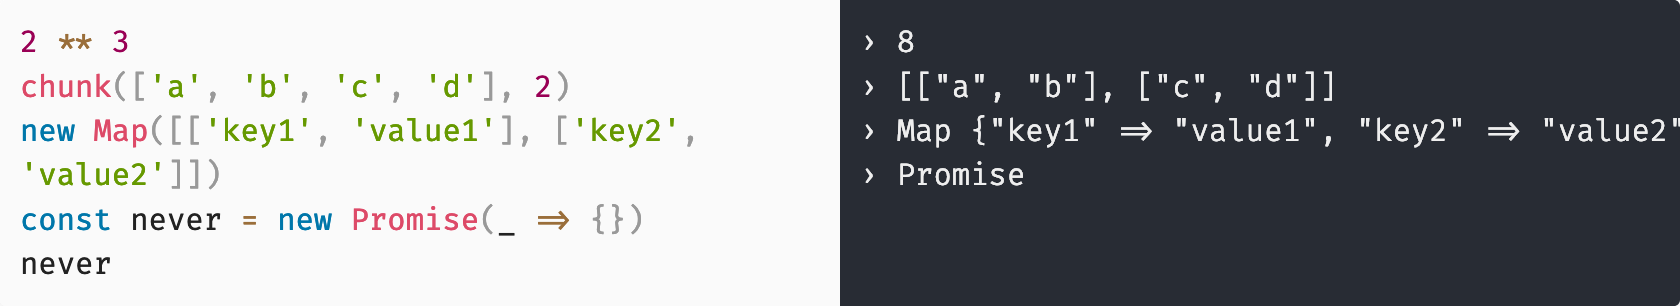 2 ** 3
chunk(['a', 'b', 'c', 'd'], 2)
new Map([['key1', 'value1'], ['key2',
'value2']])
const never = new Promise(_ => {})
never
› 8
› [["a", "b"], ["c", "d"]]
› Map {"key1" => "value1", "key2" => "value2"
› Promise